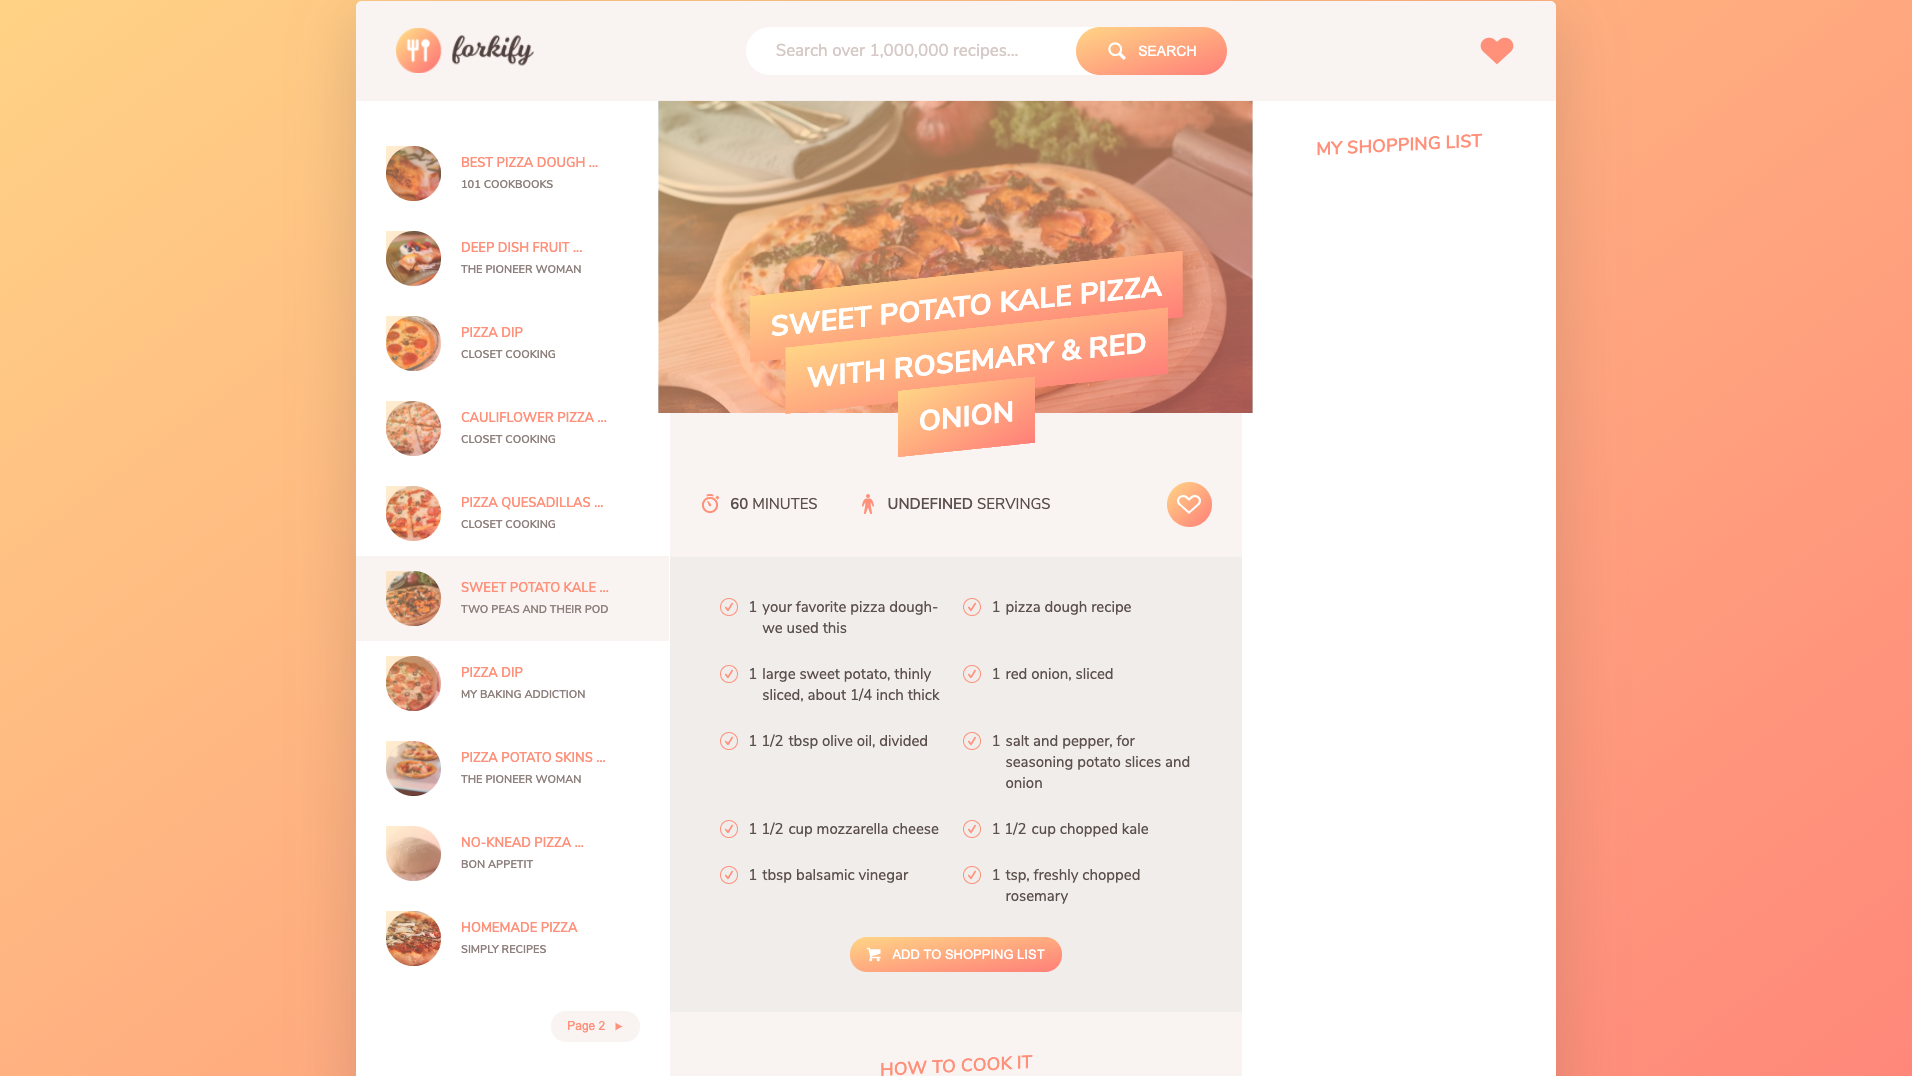 forkify
Search over 1,000,000 recipes...
SEARCH
BEST PIZZA DOUGH ...
101 COOKBOOKS
DEEP DISH FRUIT ...
THE PIONEER WOMAN
PIZZA DIP
CLOSET COOKING
CAULIFLOWER PIZZA ...
CLOSET COOKING
PIZZA QUESADILLAS ...
CLOSET COOKING
SWEET POTATO KALE ...
TWO PEAS AND THEIR POD
PIZZA DIP
MY BAKING ADDICTION
PIZZA POTATO SKINS ...
THE PIONEER WOMAN
NO-KNEAD PIZZA ...
BON APPETIT
HOMEMADE PIZZA
SIMPLY RECIPES
Page 2
SWEET POTATO KALE PIZZA
WITH ROSEMARY & RED
ONION
60 MINUTES
UNDEFINED SERVINGS
1 your favorite pizza dough-
we used this
1 pizza dough recipe
1 large sweet potato, thinly
sliced, about 1/4 inch thick
1 red onion, sliced
1 1/2 tbsp olive oil, divided
1 salt and pepper, for
seasoning potato slices and
onion
1 1/2 cup mozzarella cheese
1 1/2 cup chopped kale
1 tbsp balsamic vinegar
1 tsp, freshly chopped
rosemary
ADD TO SHOPPING LIST
HOW TO COOK IT
MY SHOPPING LIST